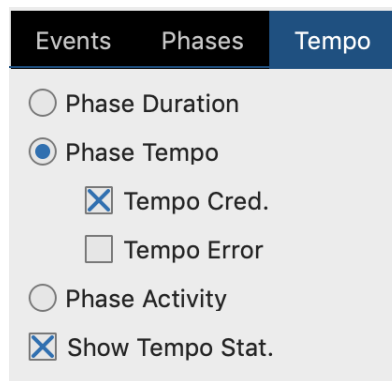 Events Phases Tempo
Phase Duration
Phase Tempo
Tempo Cred.
Tempo Error
Phase Activity
Show Tempo Stat.